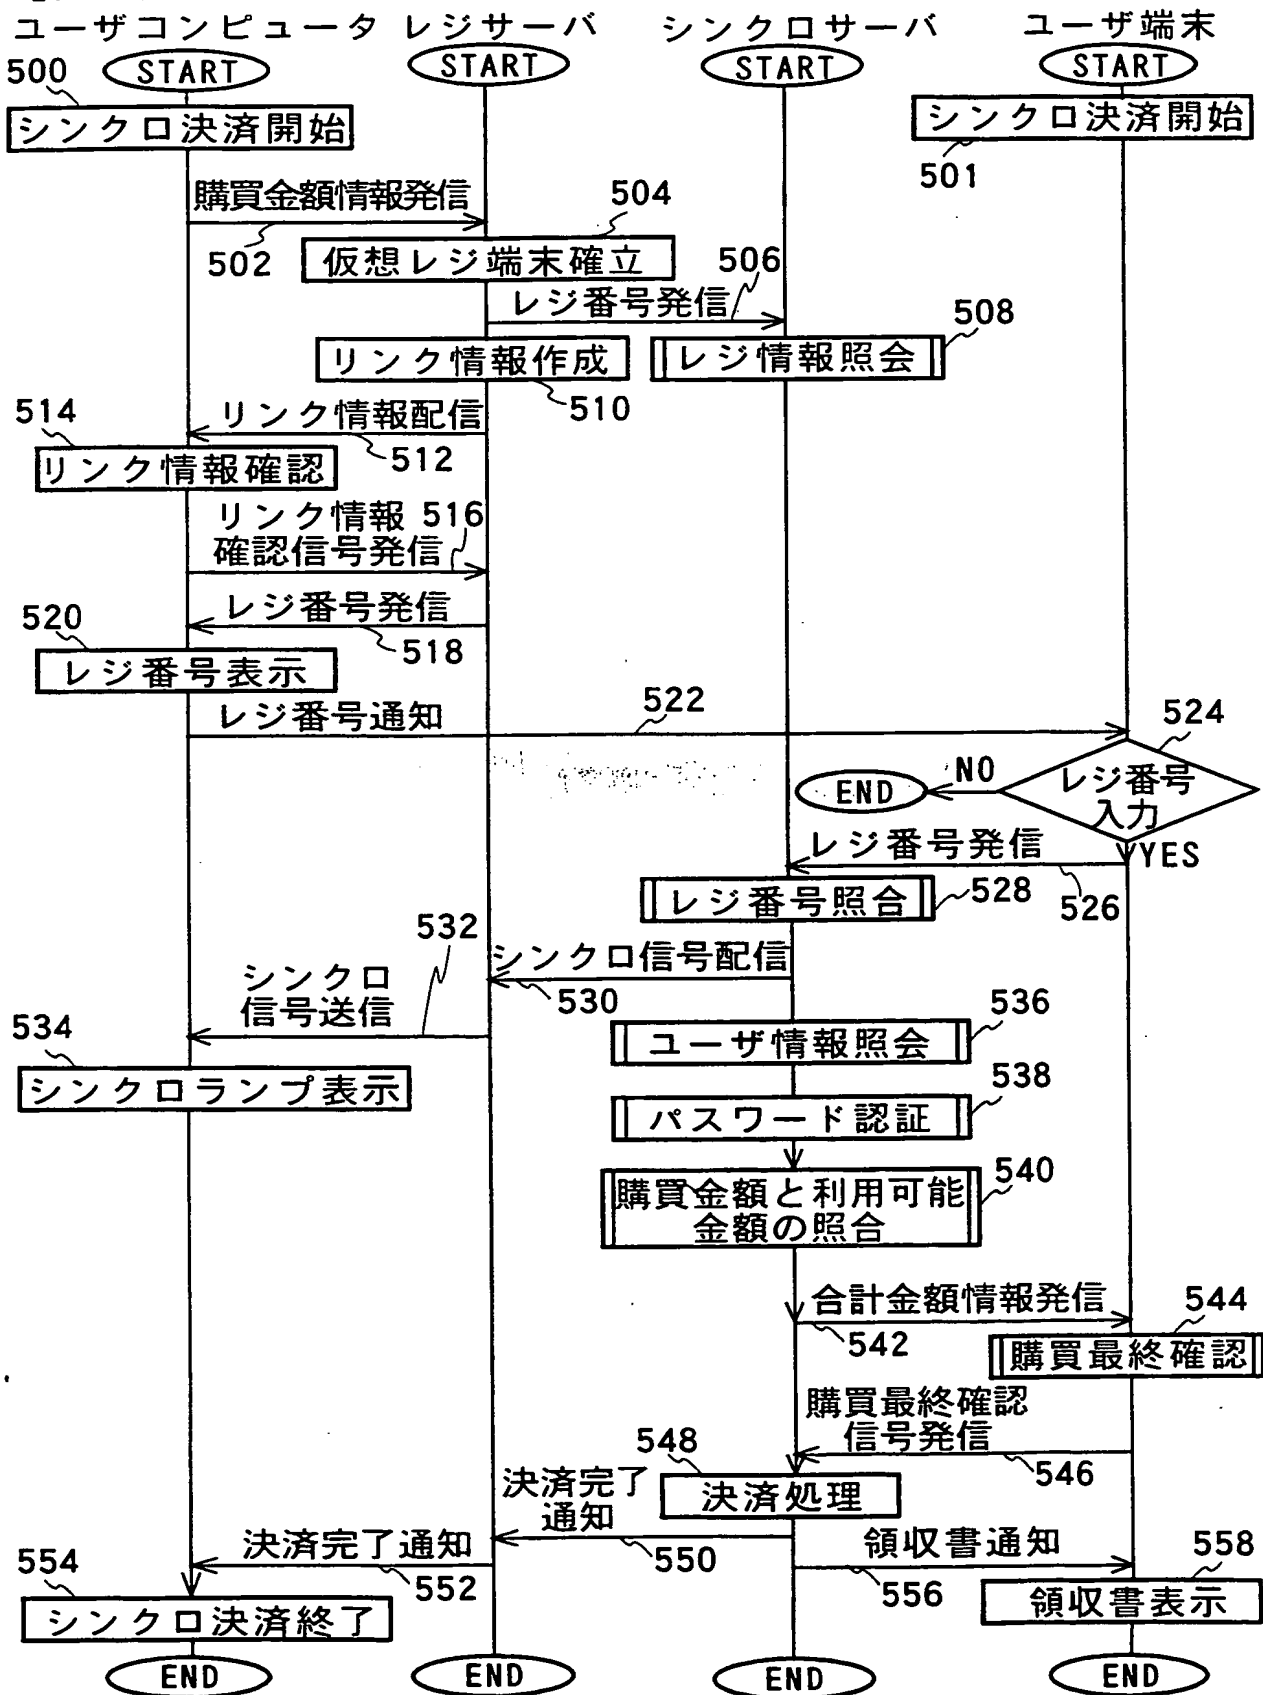 ユーザコンピュータ レジサーバ シンクロサーバ ユーザ端末
START START START START
500
シンクロ決済開始 シンクロ決済開始
501
購買金額情報発信
502
504
仮想レジ端末確立
506
レジ番号発信
508
リンク情報作成 レジ情報照会
510
514
リンク情報配信
512
リンク情報確認
リンク情報 516
確認信号発信
520
レジ番号発信
518
レジ番号表示
レジ番号通知
522
524
レジ番号
入力
NO
END
YES
レジ番号発信
526
レジ番号照合
528
532
シンクロ信号配信
530
シンクロ
信号送信
534
シンクロランプ表示
536
ユーザ情報照会
538
パスワード認証
540
購買金額と利用可能
金額の照合
合計金額情報発信
542
544
購買最終確認
購買最終確認
信号発信
546
548
決済処理
決済完了
通知
550
決済完了通知
552
領収書通知
556
554
シンクロ決済終了
558
領収書表示
END END END END